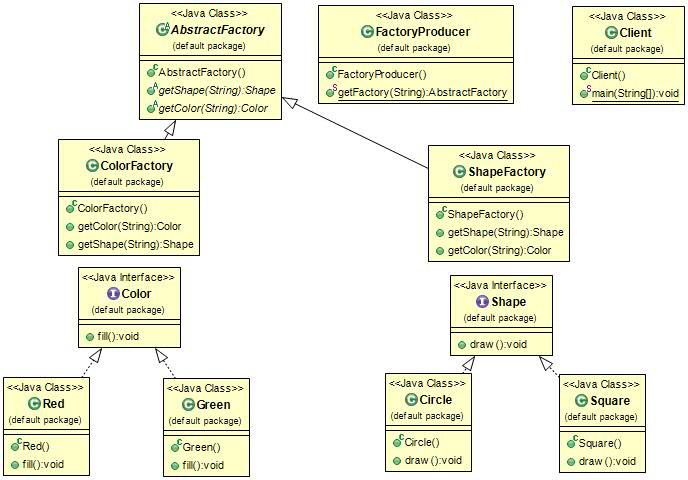 <<Java Class>>
AbstractFactory
(default package)
AbstractFactory()
getShape(String):Shape
getColor(String):Color
<<Java Class>>
FactoryProducer
(default package)
FactoryProducer()
getFactory(String):AbstractFactory
<<Java Class>>
Client
(default package)
Client()
main(String[]):void
<<Java Class>>
ColorFactory
(default package)
ColorFactory()
getColor(String):Color
getShape(String):Shape
<<Java Class>>
ShapeFactory
(default package)
ShapeFactory()
getShape(String):Shape
getColor(String):Color
<<Java Interface>>
Color
(default package)
fill():void
<<Java Interface>>
Shape
(default package)
draw():void
<<Java Class>>
Red
(default package)
Red()
fill():void
<<Java Class>>
Green
(default package)
Green()
fill():void
<<Java Class>>
Circle
(default package)
Circle()
draw():void
<<Java Class>>
Square
(default package)
Square()
draw():void